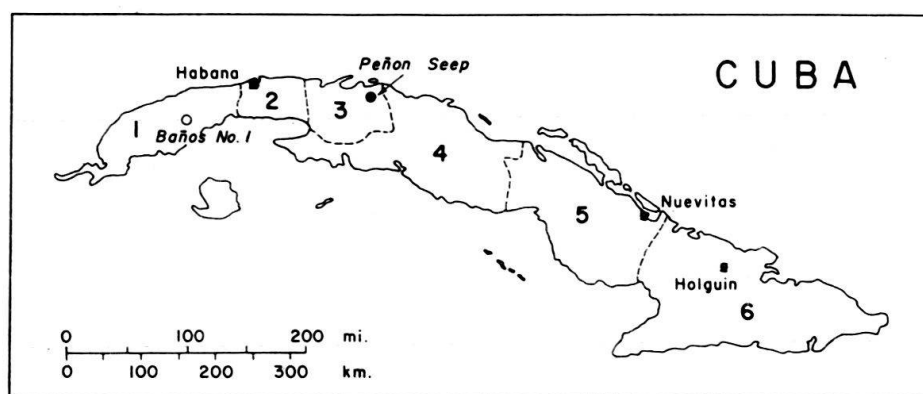 CUBA
Peñon Seep
Habana
1
2
3
Baños No. 1
4
5
Nuevitas
Holguin
6
0 100 200 mi.
0 100 200 300 km.